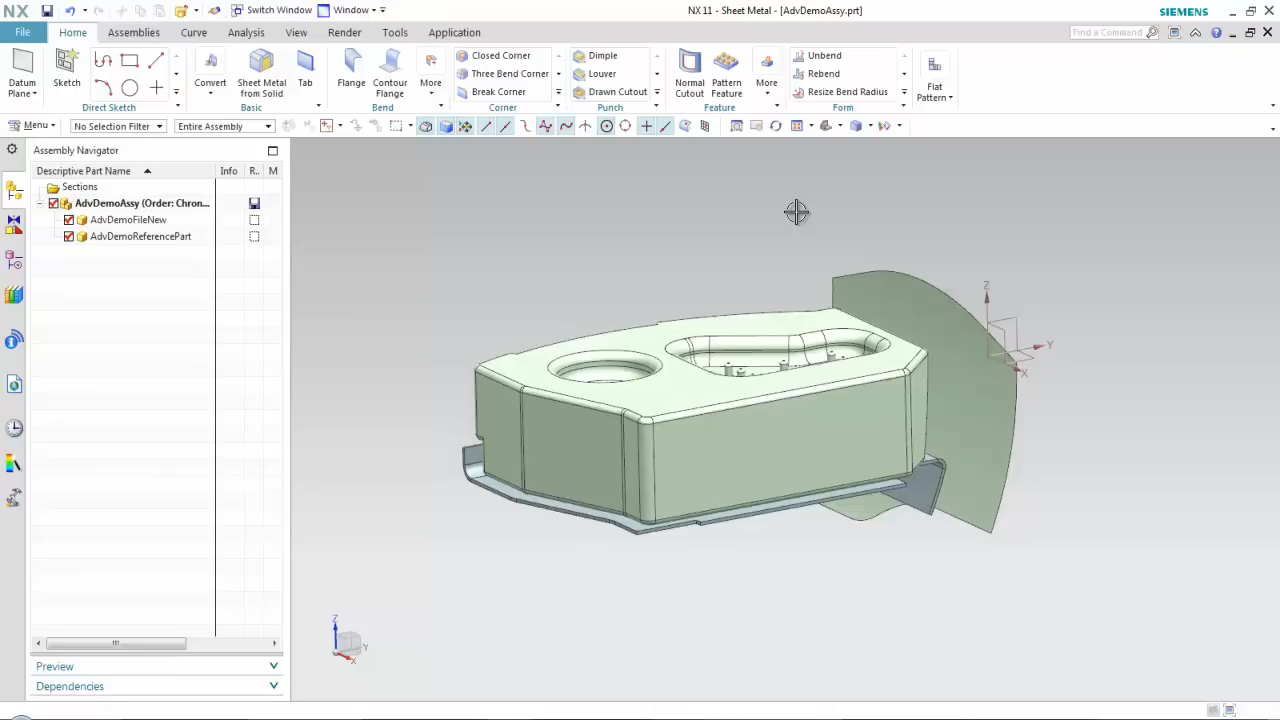 NX
Switch Window
Window
NX 11 - Sheet Metal - [AdvDemoAssy.prt]
SIEMENS
File
Home
Assemblies
Curve
Analysis
View
Render
Tools
Application
Find a Command
Datum
Plane
Sketch
Direct Sketch
Convert
Sheet Metal
from Solid
Tab
Basic
Flange
Contour
Flange
More
Bend
Closed Corner
Three Bend Corner
Break Corner
Corner
Dimple
Louver
Drawn Cutout
Punch
Normal
Cutout
Pattern
Feature
More
Feature
Unbend
Rebend
Resize Bend Radius
Form
Flat
Pattern
Menu
No Selection Filter
Entire Assembly
Assembly Navigator
Descriptive Part Name
Info
R..
M
Sections
AdvDemoAssy (Order: Chron...
AdvDemoFileNew
AdvDemoReferencePart
Z
Y
X
Z
Y
X
Preview
Dependencies